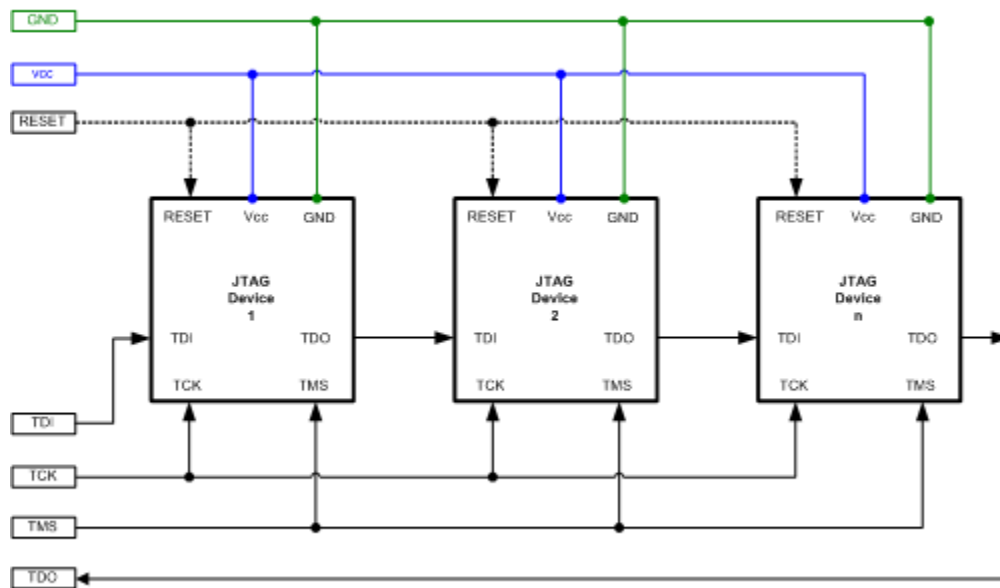 GND
vcc
RESET
RESET Vcc GND
RESET Vcc GND
RESET Vcc GND
JTAG
Device
1
JTAG
Device
2
JTAG
Device
n
TDI TDO
TDI TDO
TDI TDO
TCK TMS
TCK TMS
TCK TMS
TDI
TCK
TMS
TDO